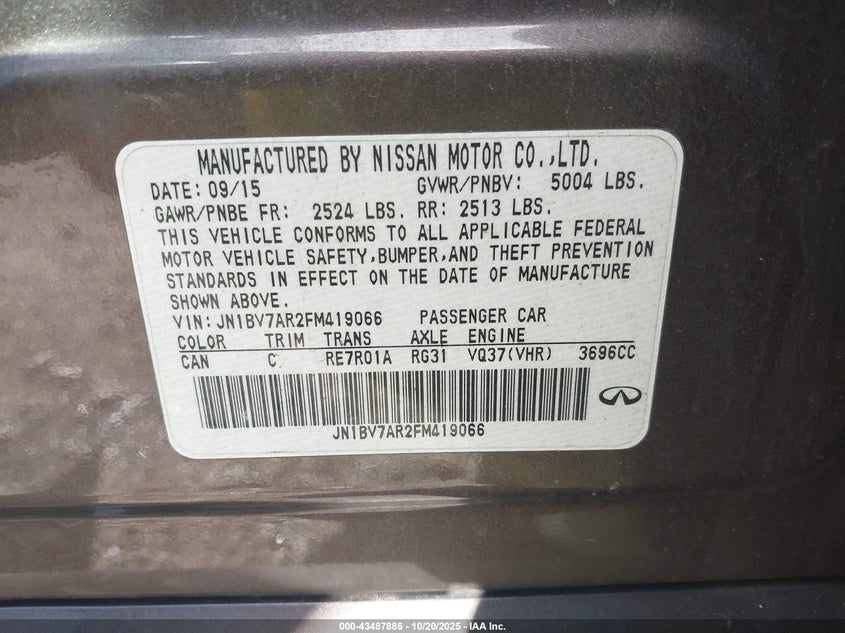 MANUFACTURED BY NISSAN MOTOR CO.,LTD.
DATE: 09/15 GVWR/PNBV: 5004 LBS.
GAWR/PNBE FR: 2524 LBS. RR: 2513 LBS.
THIS VEHICLE CONFORMS TO ALL APPLICABLE FEDERAL
MOTOR VEHICLE SAFETY,BUMPER,AND THEFT PREVENTION
STANDARDS IN EFFECT ON THE DATE OF MANUFACTURE
SHOWN ABOVE.
VIN:JN1BV7AR2FM419066 PASSENGER CAR
COLOR TRIM TRANS AXLE ENGINE
CAN C RE7R01A RG31 VQ37(VHR) 3696CC
JN1BV7AR2FM419066
000-43487886 - 10/20/2025 - IAA Inc.